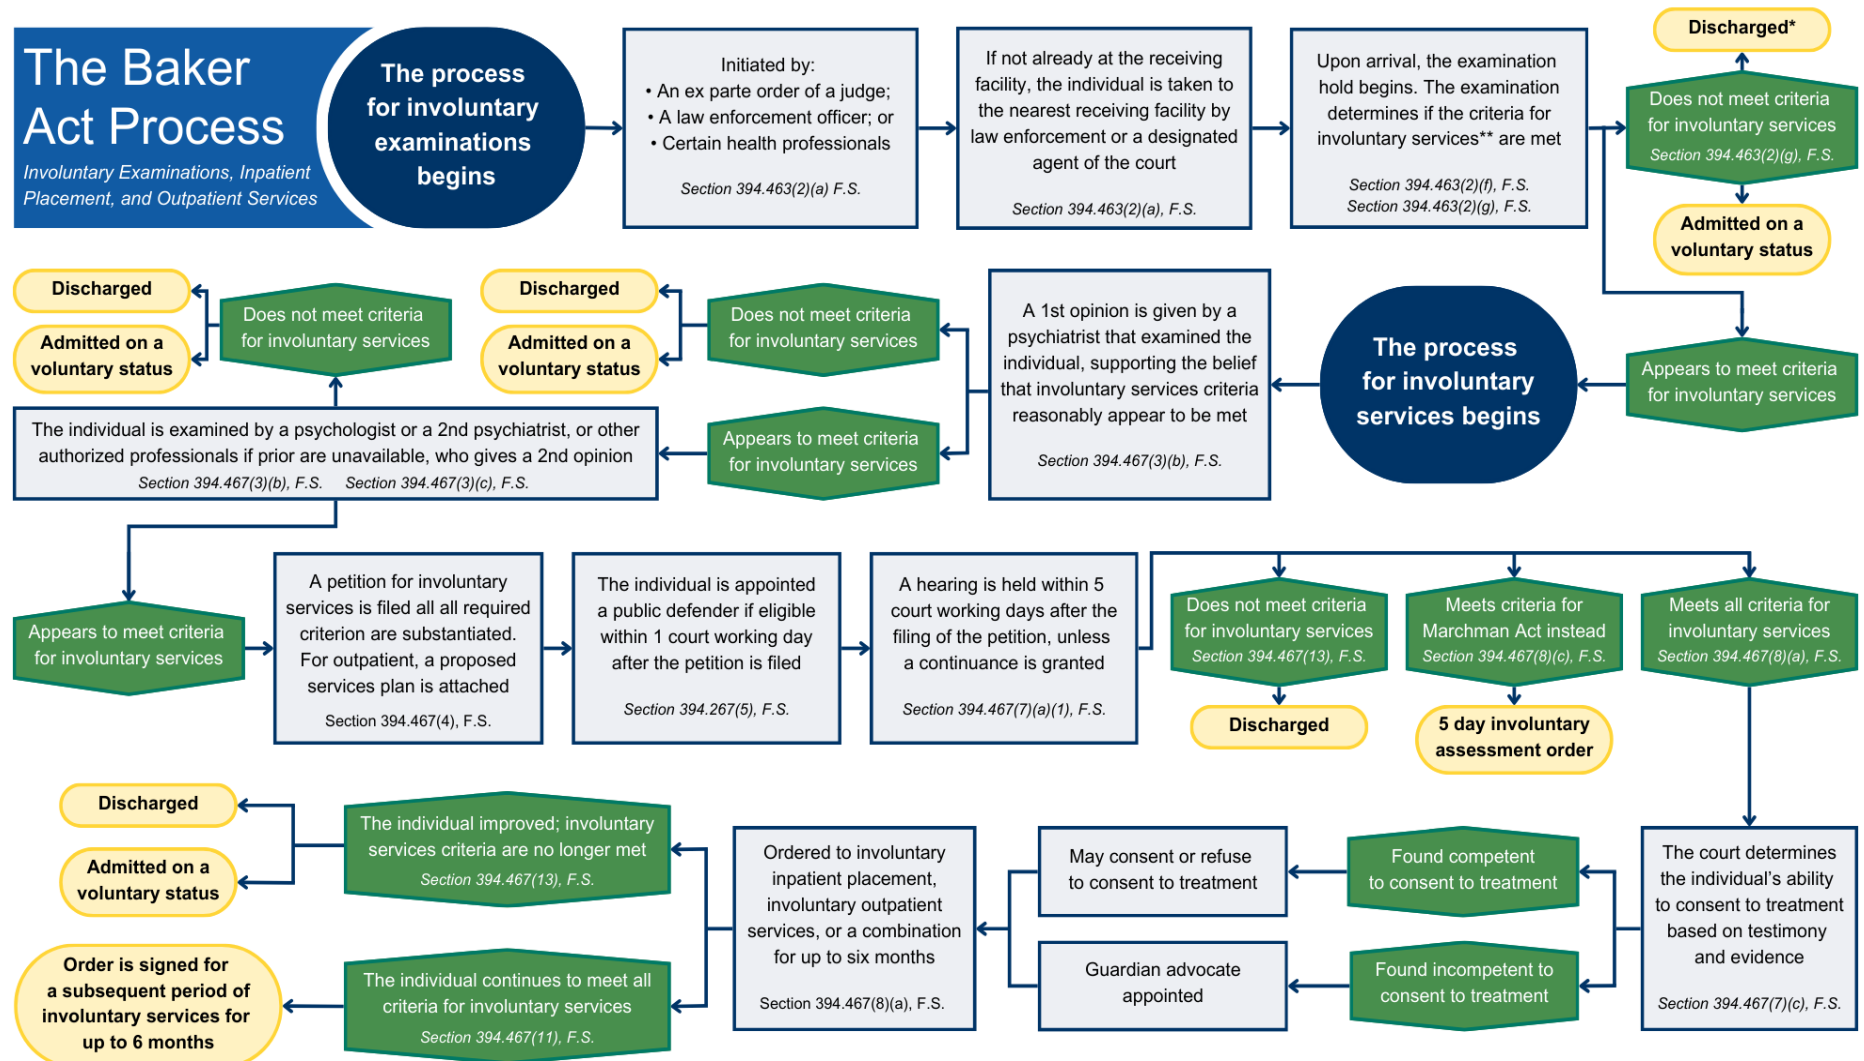 The Baker
Act Process
Involuntary Examinations, Inpatient
Placement, and Outpatient Services
The process
for involuntary
examinations
begins
Initiated by:
• An ex parte order of a judge;
• A law enforcement officer; or
• Certain health professionals
Section 394.463(2)(a) F.S.
If not already at the receiving
facility, the individual is taken to
the nearest receiving facility by
law enforcement or a designated
agent of the court
Section 394.463(2)(a), F.S.
Upon arrival, the examination
hold begins. The examination
determines if the criteria for
involuntary services** are met
Section 394.463(2)(f), F.S.
Section 394.463(2)(g), F.S.
Discharged*
Does not meet criteria
for involuntary services
Section 394.463(2)(g), F.S.
Admitted on a
voluntary status
Appears to meet criteria
for involuntary services
The process
for involuntary
services begins
A 1st opinion is given by a
psychiatrist that examined the
individual, supporting the belief
that involuntary services criteria
reasonably appear to be met
Section 394.467(3)(b), F.S.
Does not meet criteria
for involuntary services
Discharged
Admitted on a
voluntary status
Appears to meet criteria
for involuntary services
The individual is examined by a psychologist or a 2nd psychiatrist, or other
authorized professionals if prior are unavailable, who gives a 2nd opinion
Section 394.467(3)(b), F.S. Section 394.467(3)(c), F.S.
Does not meet criteria
for involuntary services
Discharged
Admitted on a
voluntary status
Appears to meet criteria
for involuntary services
A petition for involuntary
services is filed all all required
criterion are substantiated.
For outpatient, a proposed
services plan is attached
Section 394.467(4), F.S.
The individual is appointed
a public defender if eligible
within 1 court working day
after the petition is filed
Section 394.267(5), F.S.
A hearing is held within 5
court working days after the
filing of the petition, unless
a continuance is granted
Section 394.467(7)(a)(1), F.S.
Does not meet criteria
for involuntary services
Section 394.467(13), F.S.
Discharged
Meets criteria for
Marchman Act instead
Section 394.467(8)(c), F.S.
5 day involuntary
assessment order
Meets all criteria for
involuntary services
Section 394.467(8)(a), F.S.
The court determines
the individual's ability
to consent to treatment
based on testimony
and evidence
Section 394.467(7)(c), F.S.
Found competent
to consent to treatment
May consent or refuse
to consent to treatment
Found incompetent to
consent to treatment
Guardian advocate
appointed
Ordered to involuntary
inpatient placement,
involuntary outpatient
services, or a combination
for up to six months
Section 394.467(8)(a), F.S.
The individual improved; involuntary
services criteria are no longer met
Section 394.467(13), F.S.
Discharged
Admitted on a
voluntary status
The individual continues to meet all
criteria for involuntary services
Section 394.467(11), F.S.
Order is signed for
a subsequent period of
involuntary services for
up to 6 months